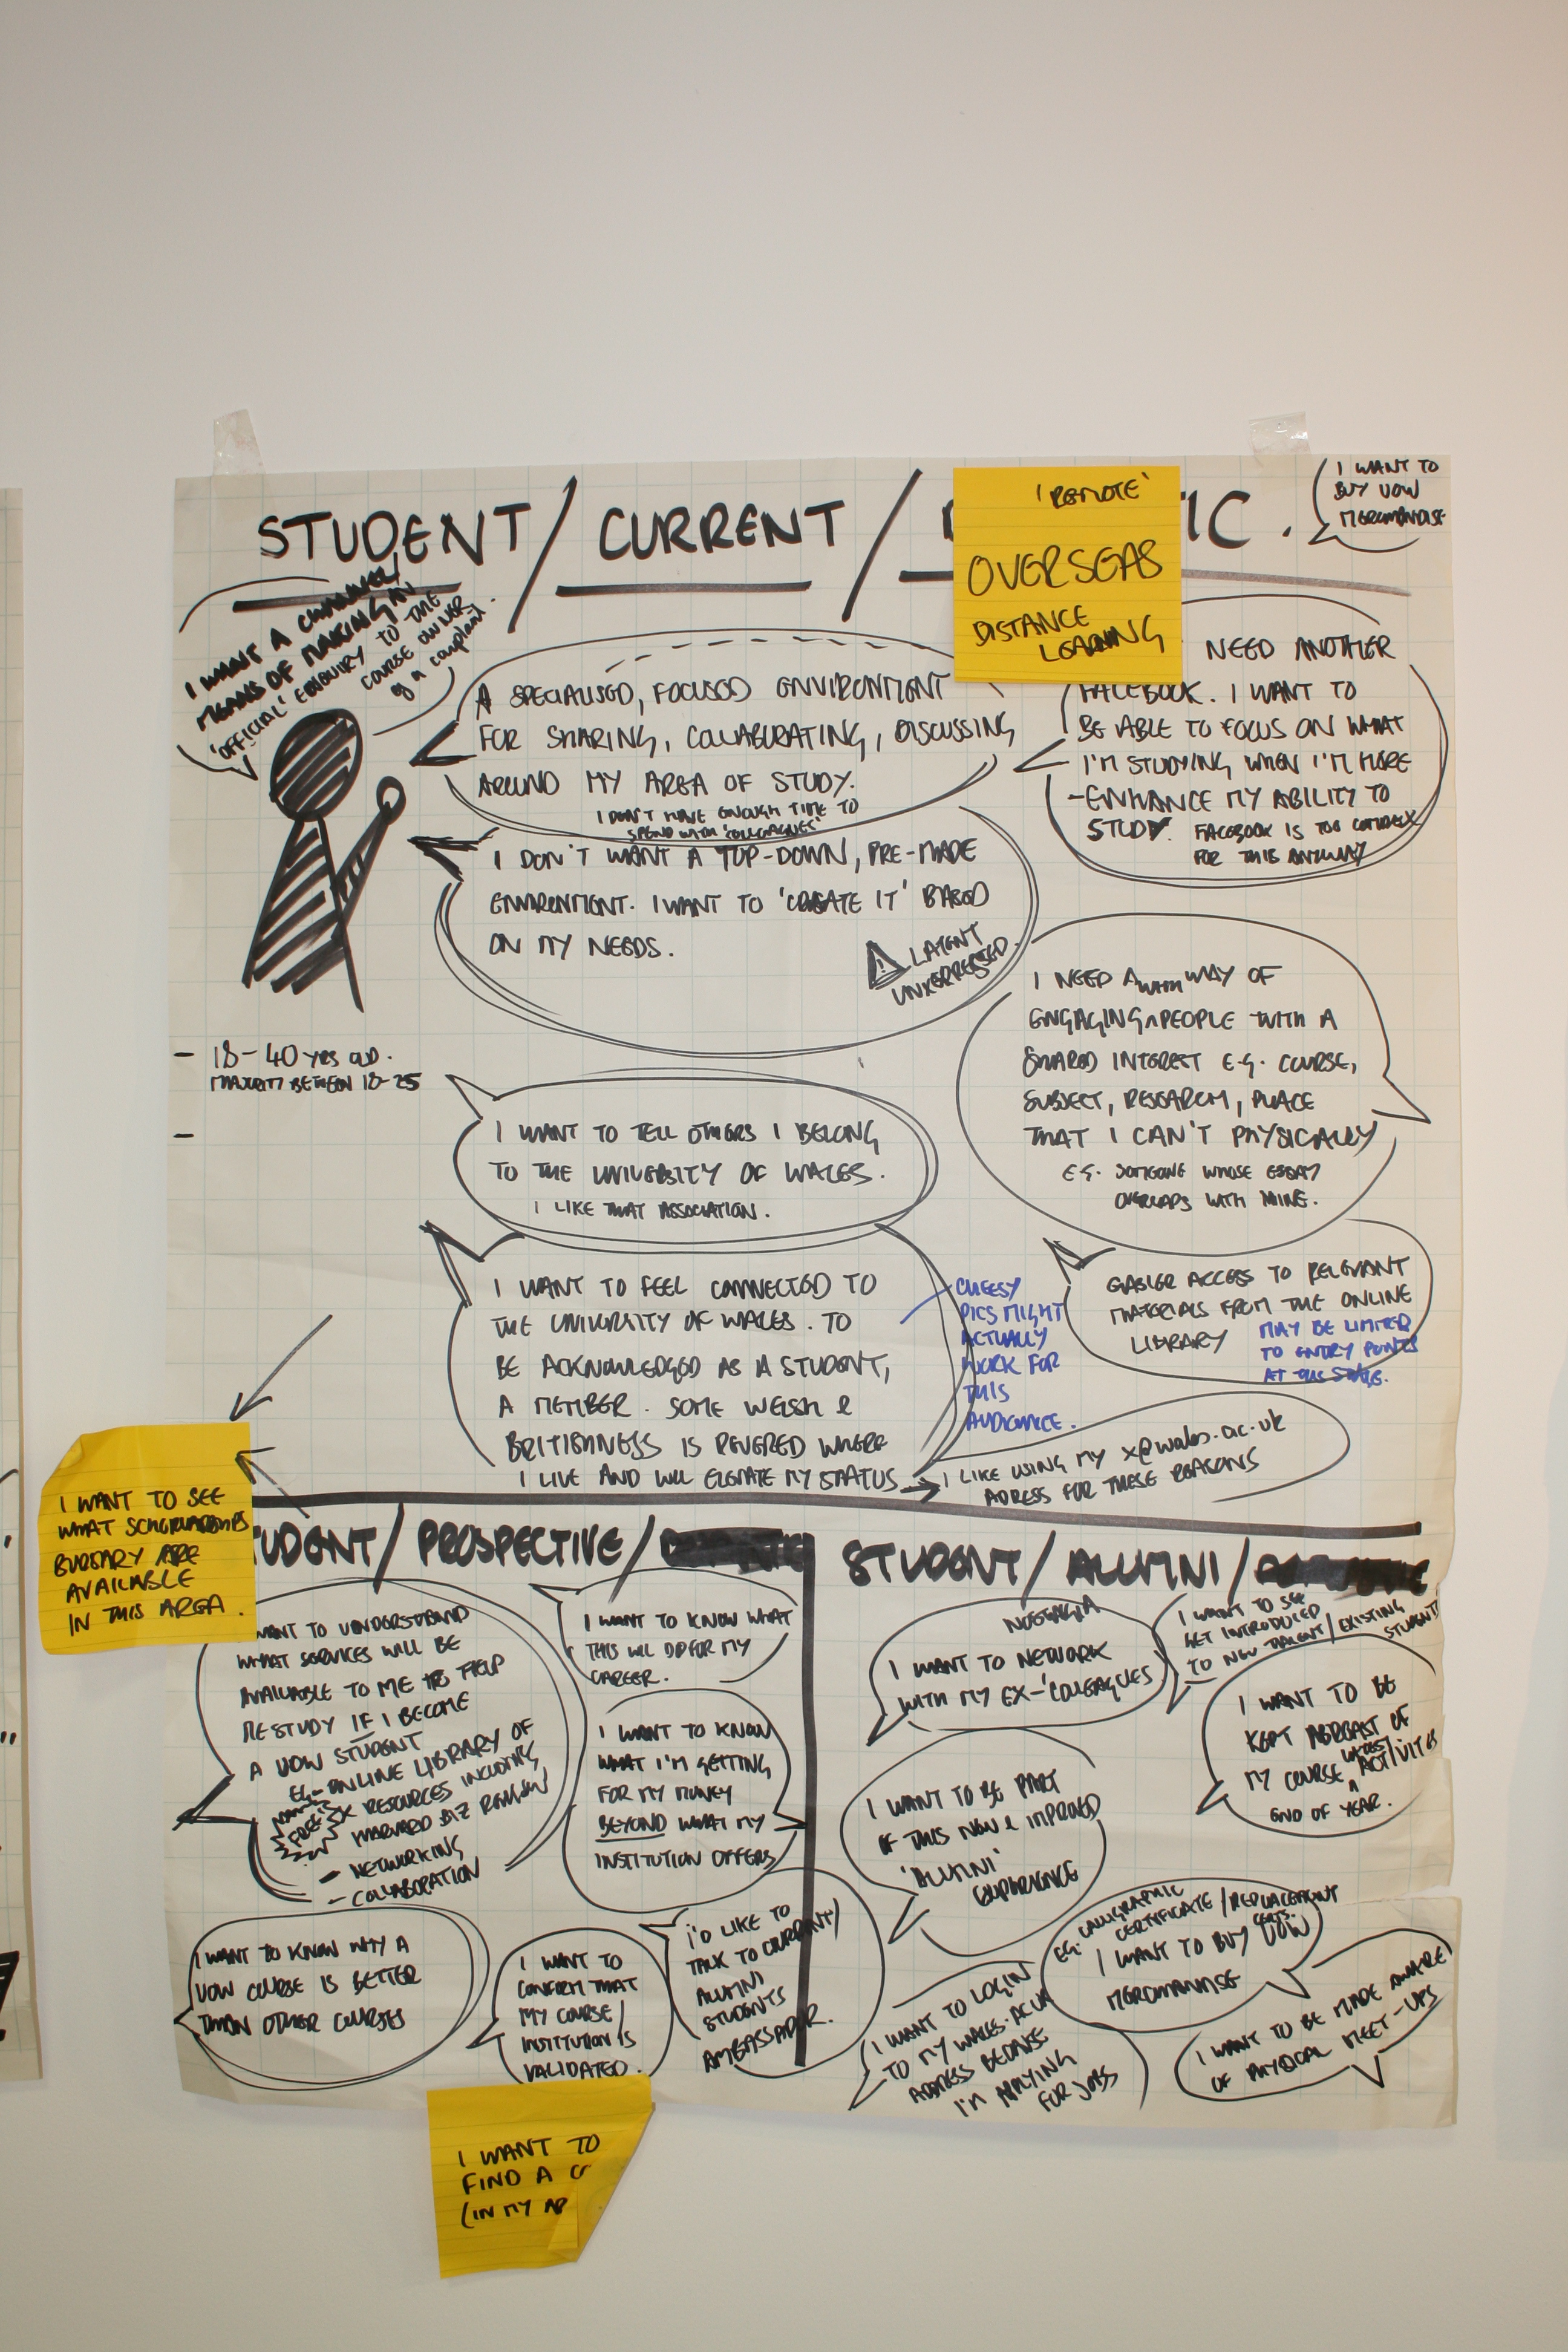 STUDENT / CURRENT /
IC.
'REMOTE'
OVERSEAS
DISTANCE
LEARNING
I WANT TO
BUY UOW
MERCHANDISE
I WANT A CHANNEL/
MEANS OF MAKING AN
'OFFICIAL' ENQUIRY TO THE
COURSE OWNER
eg a complaint
A SPECIALISED, FOCUSED ENVIRONMENT
FOR SHARING, COLLABORATING, DISCUSSING
AROUND MY AREA OF STUDY.
I DON'T HAVE ENOUGH TIME TO
SPEND WITH 'COLLEAGUES'
NEED ANOTHER
FACEBOOK. I WANT TO
BE ABLE TO FOCUS ON WHAT
I'M STUDYING WHEN I'M HERE
- ENHANCE MY ABILITY TO
STUDY. FACEBOOK IS TOO COMPLEX
FOR THIS ANYWAY
I DON'T WANT A TOP-DOWN, PRE-MADE
ENVIRONMENT. I WANT TO 'CREATE IT' BASED
ON MY NEEDS.
! LATENT
UNEXPRESSED.
- 18-40 YRS OLD.
MAJORITY BETWEEN 18-25
-
I NEED A WAY OF
WITH
ENGAGING ^ PEOPLE WITH A
SHARED INTEREST E.G. COURSE,
SUBJECT, RESEARCH, PLACE
THAT I CAN'T PHYSICALLY
E.G. SOMEONE WHOSE ESSAY
OVERLAPS WITH MINE.
I WANT TO TELL OTHERS I BELONG
TO THE UNIVERSITY OF WALES.
I LIKE THAT ASSOCIATION.
I WANT TO FEEL CONNECTED TO
THE UNIVERSITY OF WALES. TO
BE ACKNOWLEDGED AS A STUDENT,
A MEMBER. SOME WELSH &
BRITISHNESS IS REVERED WHERE
I LIVE AND WILL ELEVATE MY STATUS
CHEESY
PICS MIGHT
ACTUALLY
WORK FOR
THIS
AUDIENCE.
EASIER ACCESS TO RELEVANT
MATERIALS FROM THE ONLINE
LIBRARY
MAY BE LIMITED
TO ENTRY POINTS
AT THIS STAGE.
I LIKE USING MY x@wales.ac.uk
ADRESS FOR THESE REASONS
I WANT TO SEE
WHAT SCHOLARSHIPS
BURSARY ARE
AVAILABLE
IN THIS AREA.
TUDENT / PROSPECTIVE /
WANT TO UNDERSTAND
WHAT SERVICES WILL BE
AVAILABLE TO ME TO HELP
ME STUDY IF I BECOME
A UOW STUDENT
EG - ONLINE LIBRARY OF
RESOURCES INCLUDING
HARVARD BIZ REVIEW
FREE
- NETWORKING
- COLLABORATION
I WANT TO KNOW WHAT
THIS WILL DO FOR MY
CAREER.
I WANT TO KNOW
WHAT I'M GETTING
FOR MY MONEY
BEYOND WHAT MY
INSTITUTION OFFERS
I WANT TO KNOW WHY A
UOW COURSE IS BETTER
THAN OTHER COURSES
I WANT TO
CONFIRM THAT
MY COURSE/
INSTITUTION IS
VALIDATED.
I'D LIKE TO
TALK TO CURRENT/
ALUMNI
STUDENTS
AMBASSADOR.
STUDENT / ALUMNI /
NOSTALGIA
I WANT TO NETWORK
WITH MY EX-'COLLEAGUES'
I WANT TO SEE
GET INTRODUCED
TO NEW TALENT / EXISTING
STUDENTS
I WANT TO BE
KEPT ABREAST OF
MY COURSE ^ ACTIVITIES
END OF YEAR.
I WANT TO BE PART
OF THIS NEW & IMPROVED
'ALUMNI'
EXPERIENCE
EG: CALLIGRAPHIC
CERTIFICATE / REPLACEMENT
CERTS.
I WANT TO BUY UOW
MERCHANDISE
I WANT TO LOGIN
TO MY WALES.AC.UK
ADDRESS BECAUSE
I'M APPLYING
FOR JOBS
I WANT TO BE MADE AWARE
OF PHYSICAL MEET-UPS
I WANT TO
FIND A
(IN MY